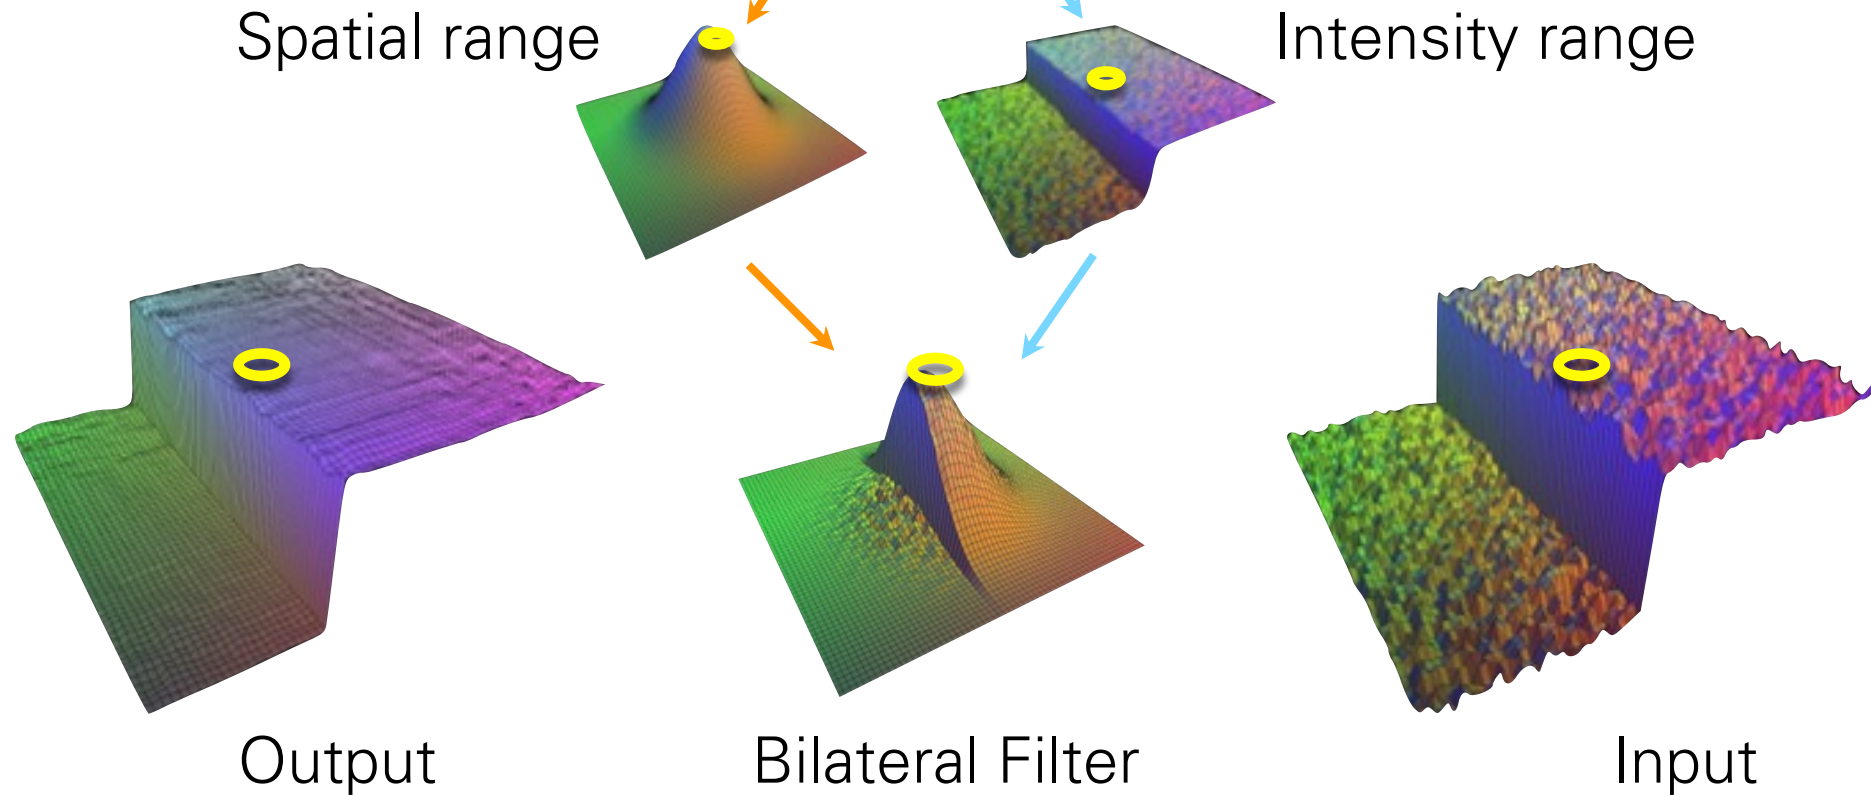 Spatial range
Intensity range
Output
Bilateral Filter
Input